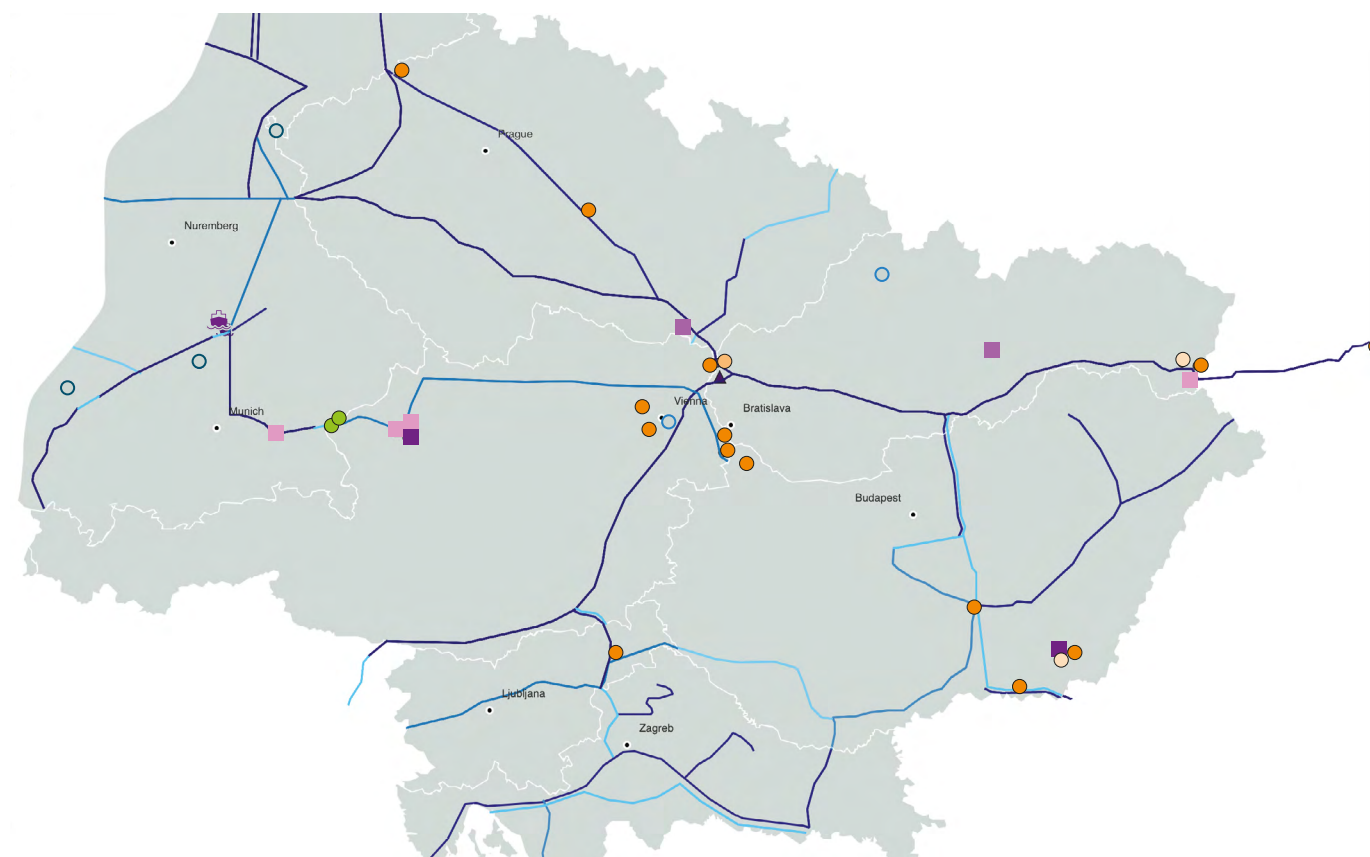 Prague
Nuremberg
Munich
Vienna
Bratislava
Budapest
Ljubljana
Zagreb